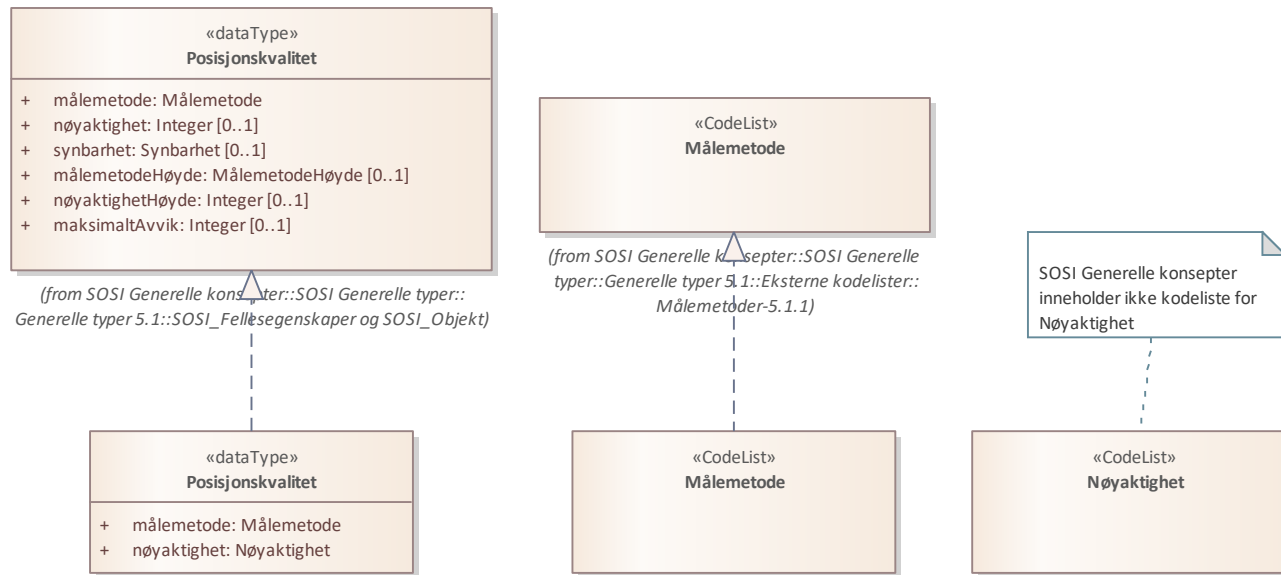 «dataType»
Posisjonskvalitet
+ målemetode: Målemetode
+ nøyaktighet: Integer [0..1]
+ synbarhet: Synbarhet [0..1]
+ målemetodeHøyde: MålemetodeHøyde [0..1]
+ nøyaktighetHøyde: Integer [0..1]
+ maksimaltAvvik: Integer [0..1]
(from SOSI Generelle konsepter::SOSI Generelle typer::
Generelle typer 5.1::SOSI_Fellesegenskaper og SOSI_Objekt)
«CodeList»
Målemetode
(from SOSI Generelle konsepter::SOSI Generelle
typer::Generelle typer 5.1::Eksterne kodelister::
Målemetoder-5.1.1)
SOSI Generelle konsepter
inneholder ikke kodeliste for
Nøyaktighet
«dataType»
Posisjonskvalitet
+ målemetode: Målemetode
+ nøyaktighet: Nøyaktighet
«CodeList»
Målemetode
«CodeList»
Nøyaktighet